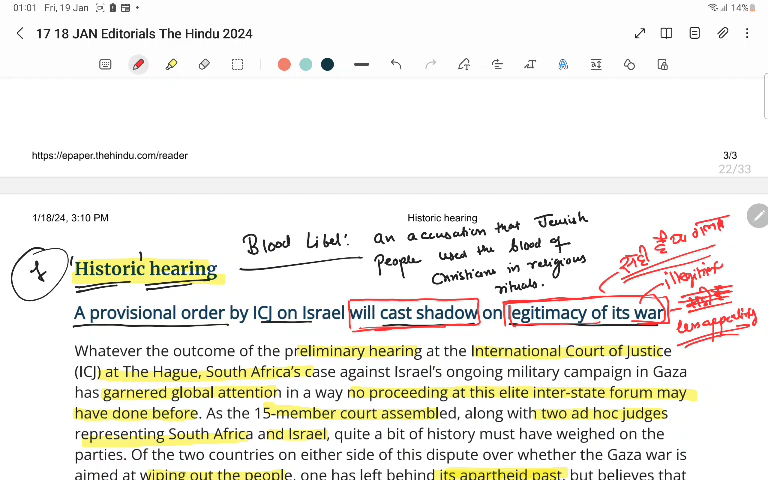 01:01 Fri, 19 Jan
14%
17 18 JAN Editorials The Hindu 2024
https://epaper.thehindu.com/reader
3/3
22/33
1/18/24, 3:10 PM
Historic hearing
Blood Libel: an accusation that Jewish
People used the blood of
Christians in religious
rituals.
'Historic' hearing
सही है या गलत
A provisional order by ICJ on Israel will cast shadow on legitimacy of its war
Whatever the outcome of the preliminary hearing at the International Court of Justice
(ICJ) at The Hague, South Africa's case against Israel's ongoing military campaign in Gaza
has garnered global attention in a way no proceeding at this elite inter-state forum may
have done before. As the 15-member court assembled, along with two ad hoc judges
representing South Africa and Israel, quite a bit of history must have weighed on the
parties. Of the two countries on either side of this dispute over whether the Gaza war is
aimed at wiping out the people, one has left behind its apartheid past, but believes that